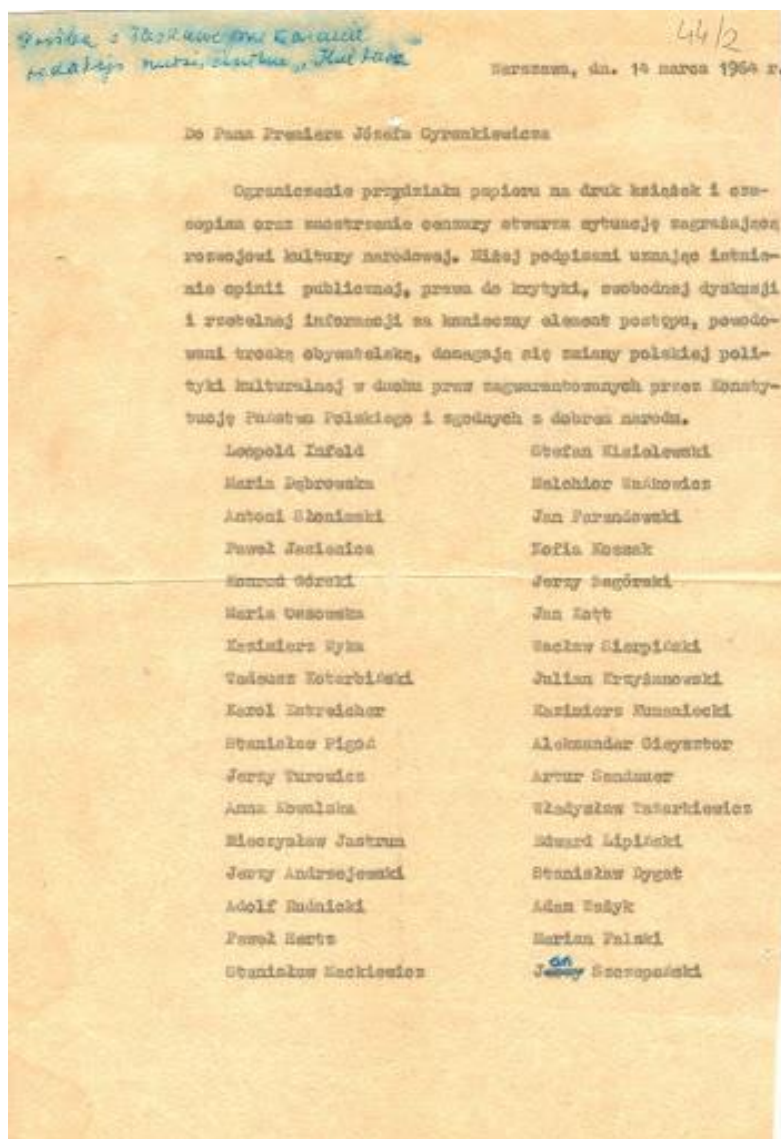 44/2
redakcję
"Kultura
Warszawa, dn. 14 marca 1964 r.
Do Pana Premiera Józefa Cyrankiewicza
Ograniczenie przydziału papieru na druk książek i cza-
sopism oraz zaostrzenie cenzury stwarza sytuację zagrażającą
rozwojowi kultury narodowej. Niżej podpisani uznając istnie-
nie opinii publicznej, prawa do krytyki, swobodnej dyskusji
i rzetelnej informacji za konieczny element postępu, powodo-
wani troską obywatelską, domagają się zmiany polskiej poli-
tyki kulturalnej w duchu praw zagwarantowanych przez Konsty-
tucję Państwa Polskiego i zgodnych z dobrem narodu.
Leopold Infeld Stefan Kisielewski
Maria Dąbrowska Melchior Wańkowicz
Antoni Słonimski Jan Parandowski
Paweł Jasienica Zofia Kossak
Konrad Górski Jerzy Zagórski
Maria Ossowska Jan Kott
Kazimierz Wyka Wacław Sierpiński
Tadeusz Kotarbiński Julian Krzyżanowski
Karol Estreicher Kazimierz Kumaniecki
Stanisław Pigoń Aleksander Gieysztor
Jerzy Turowicz Artur Sandauer
Anna Kowalska Władysław Tatarkiewicz
Mieczysław Jastrun Edward Lipiński
Jerzy Andrzejewski Stanisław Dygat
Adolf Rudnicki Adam Ważyk
Paweł Hertz Marian Falski
Stanisław Mackiewicz Jan Szczepański